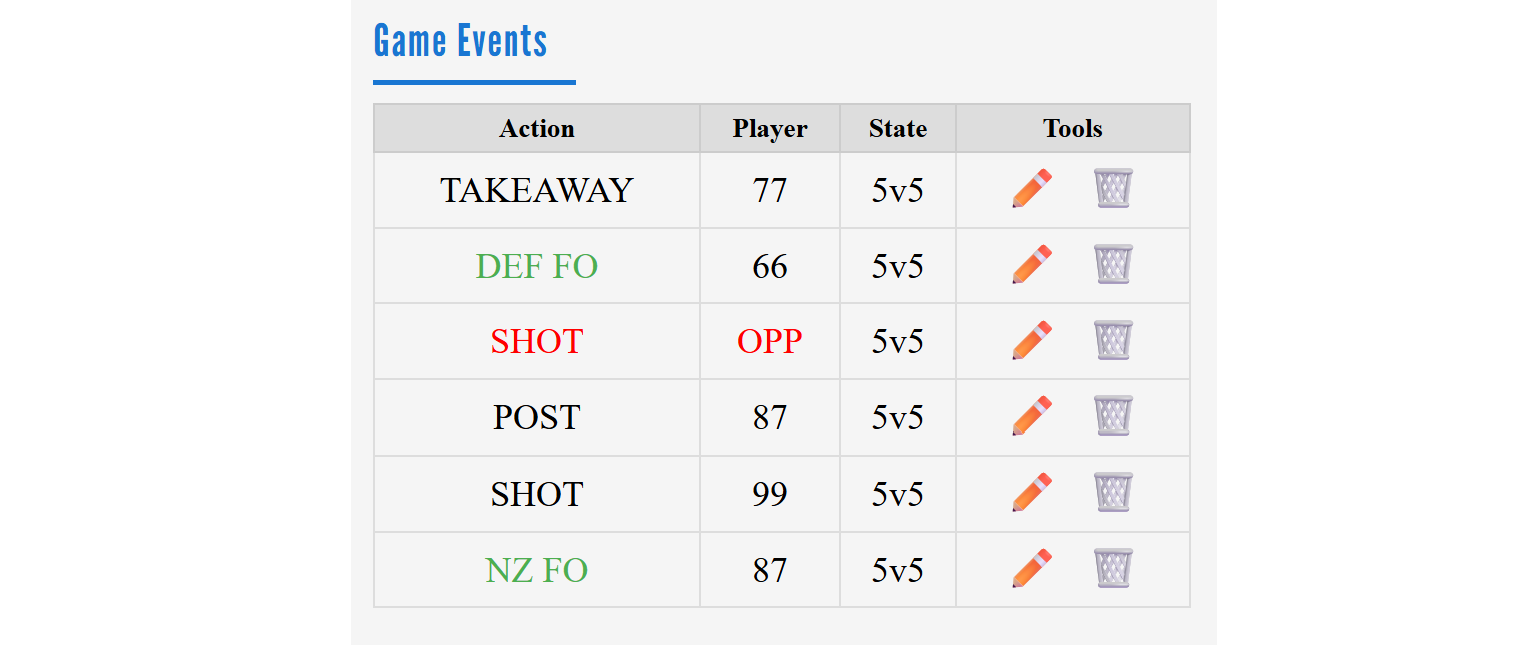 Game Events
Action Player State Tools
TAKEAWAY 77 5v5
DEF FO 66 5v5
SHOT OPP 5v5
POST 87 5v5
SHOT 99 5v5
NZ FO 87 5v5